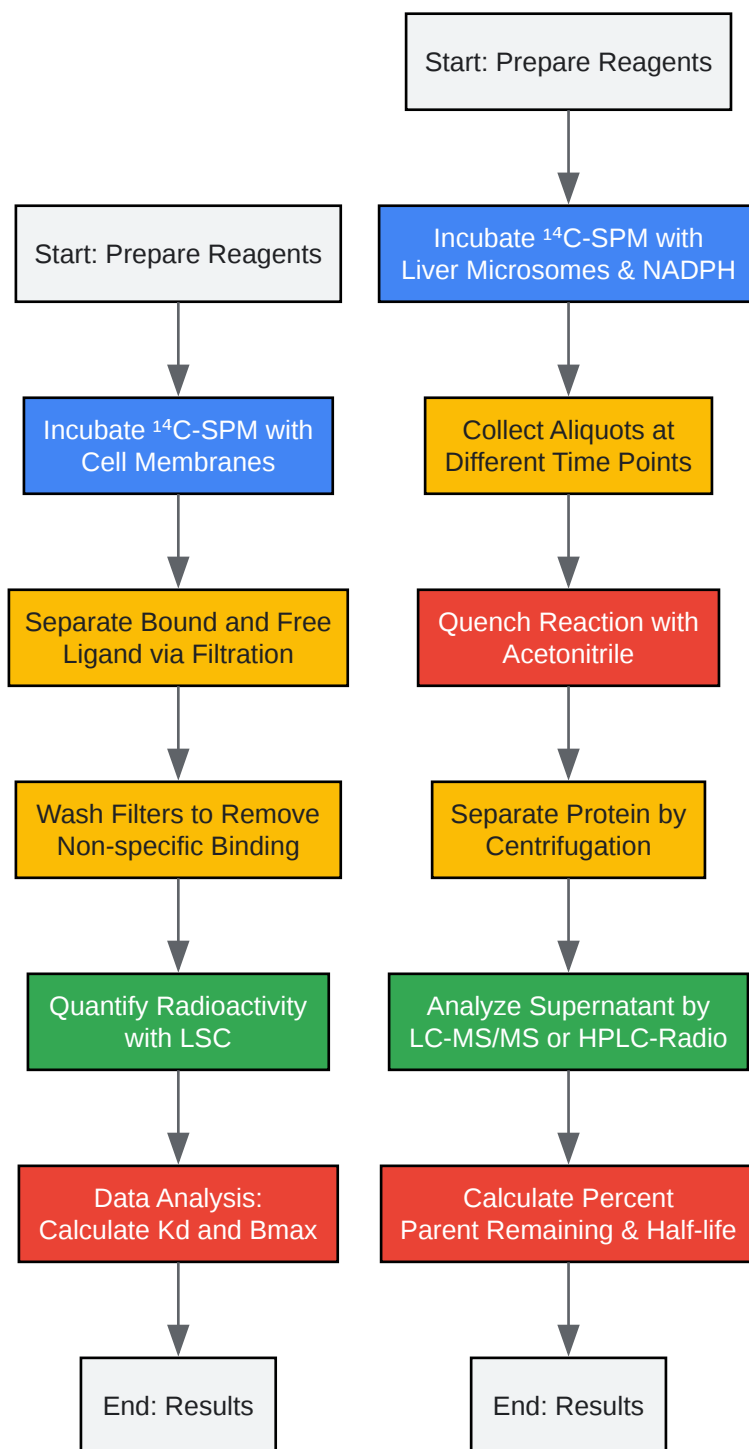 Start: Prepare Reagents
Incubate ¹⁴C-SPM with
Cell Membranes
Separate Bound and Free
Ligand via Filtration
Wash Filters to Remove
Non-specific Binding
Quantify Radioactivity
with LSC
Data Analysis:
Calculate Kd and Bmax
End: Results
Start: Prepare Reagents
Incubate ¹⁴C-SPM with
Liver Microsomes & NADPH
Collect Aliquots at
Different Time Points
Quench Reaction with
Acetonitrile
Separate Protein by
Centrifugation
Analyze Supernatant by
LC-MS/MS or HPLC-Radio
Calculate Percent
Parent Remaining & Half-life
End: Results